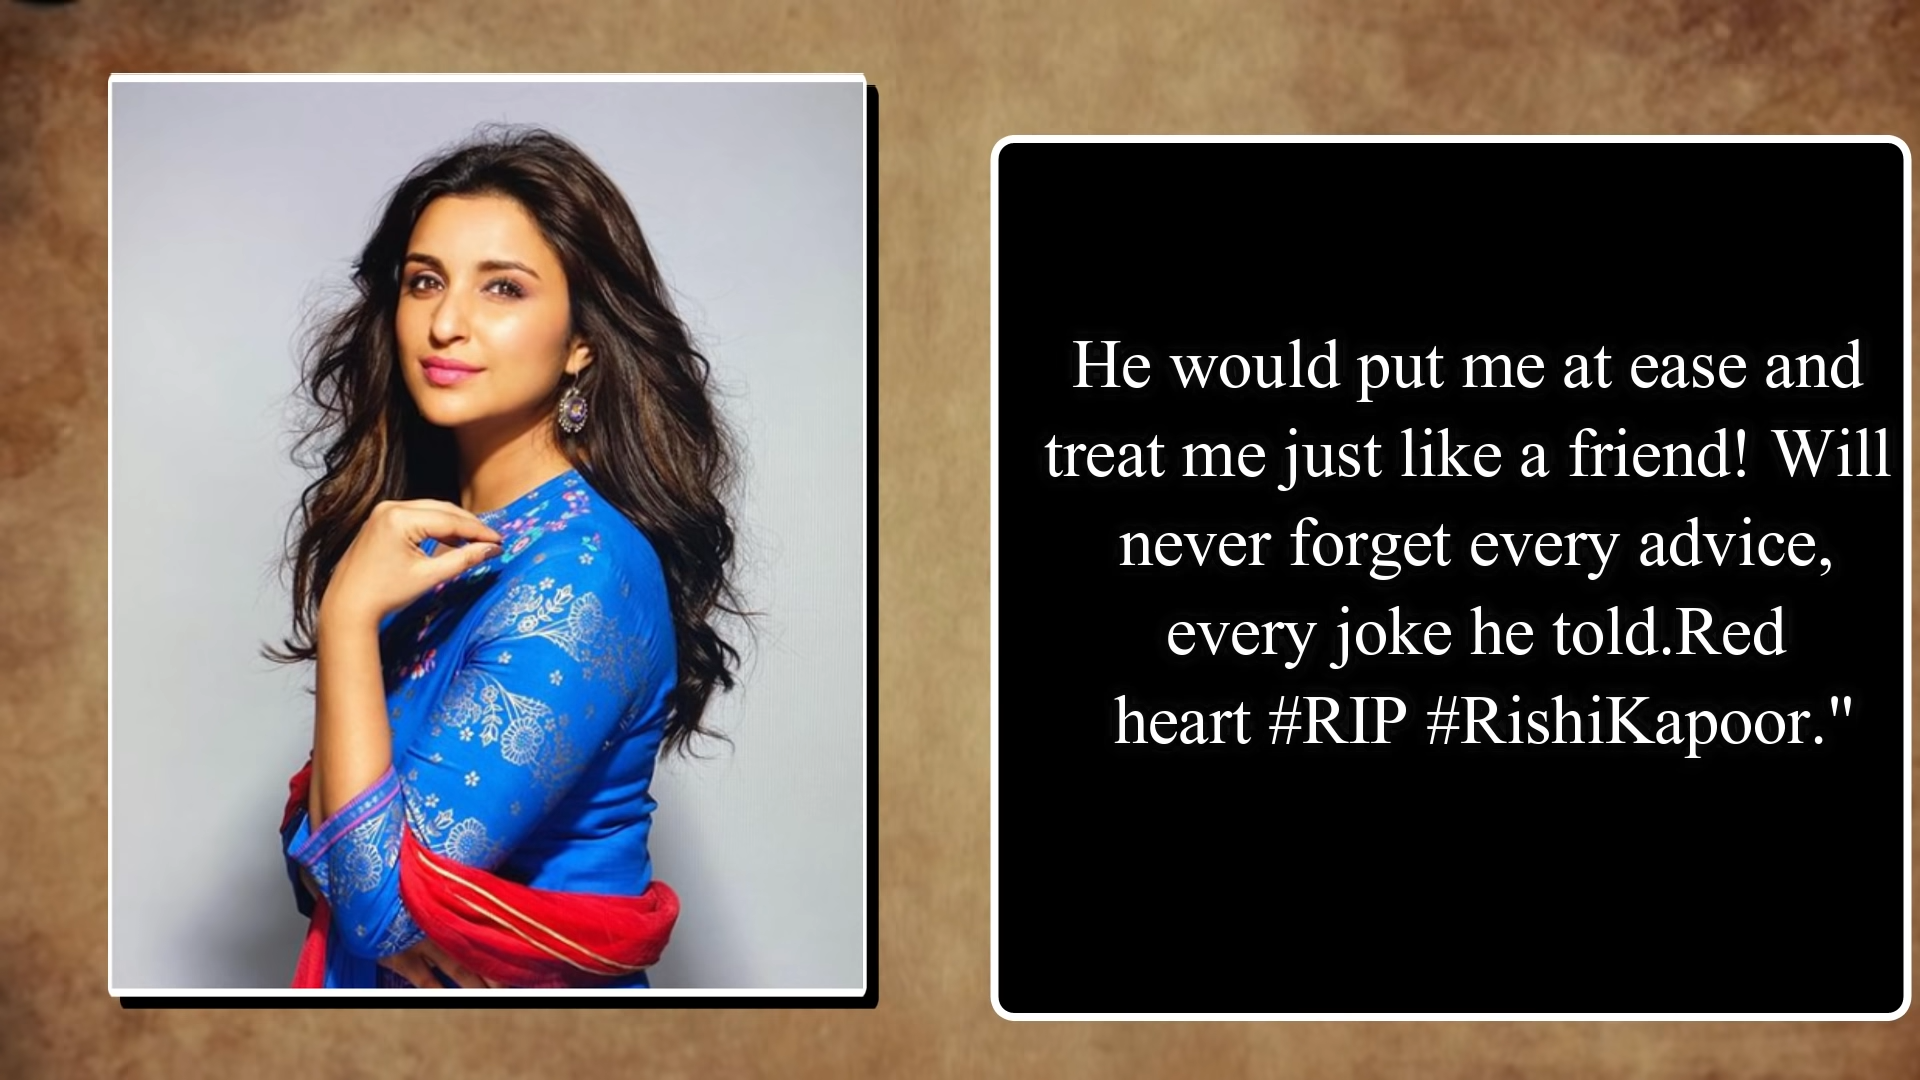 He would put me at ease and
treat me just like a friend! Will
never forget every advice,
every joke he told.Red
heart #RIP #RishiKapoor."